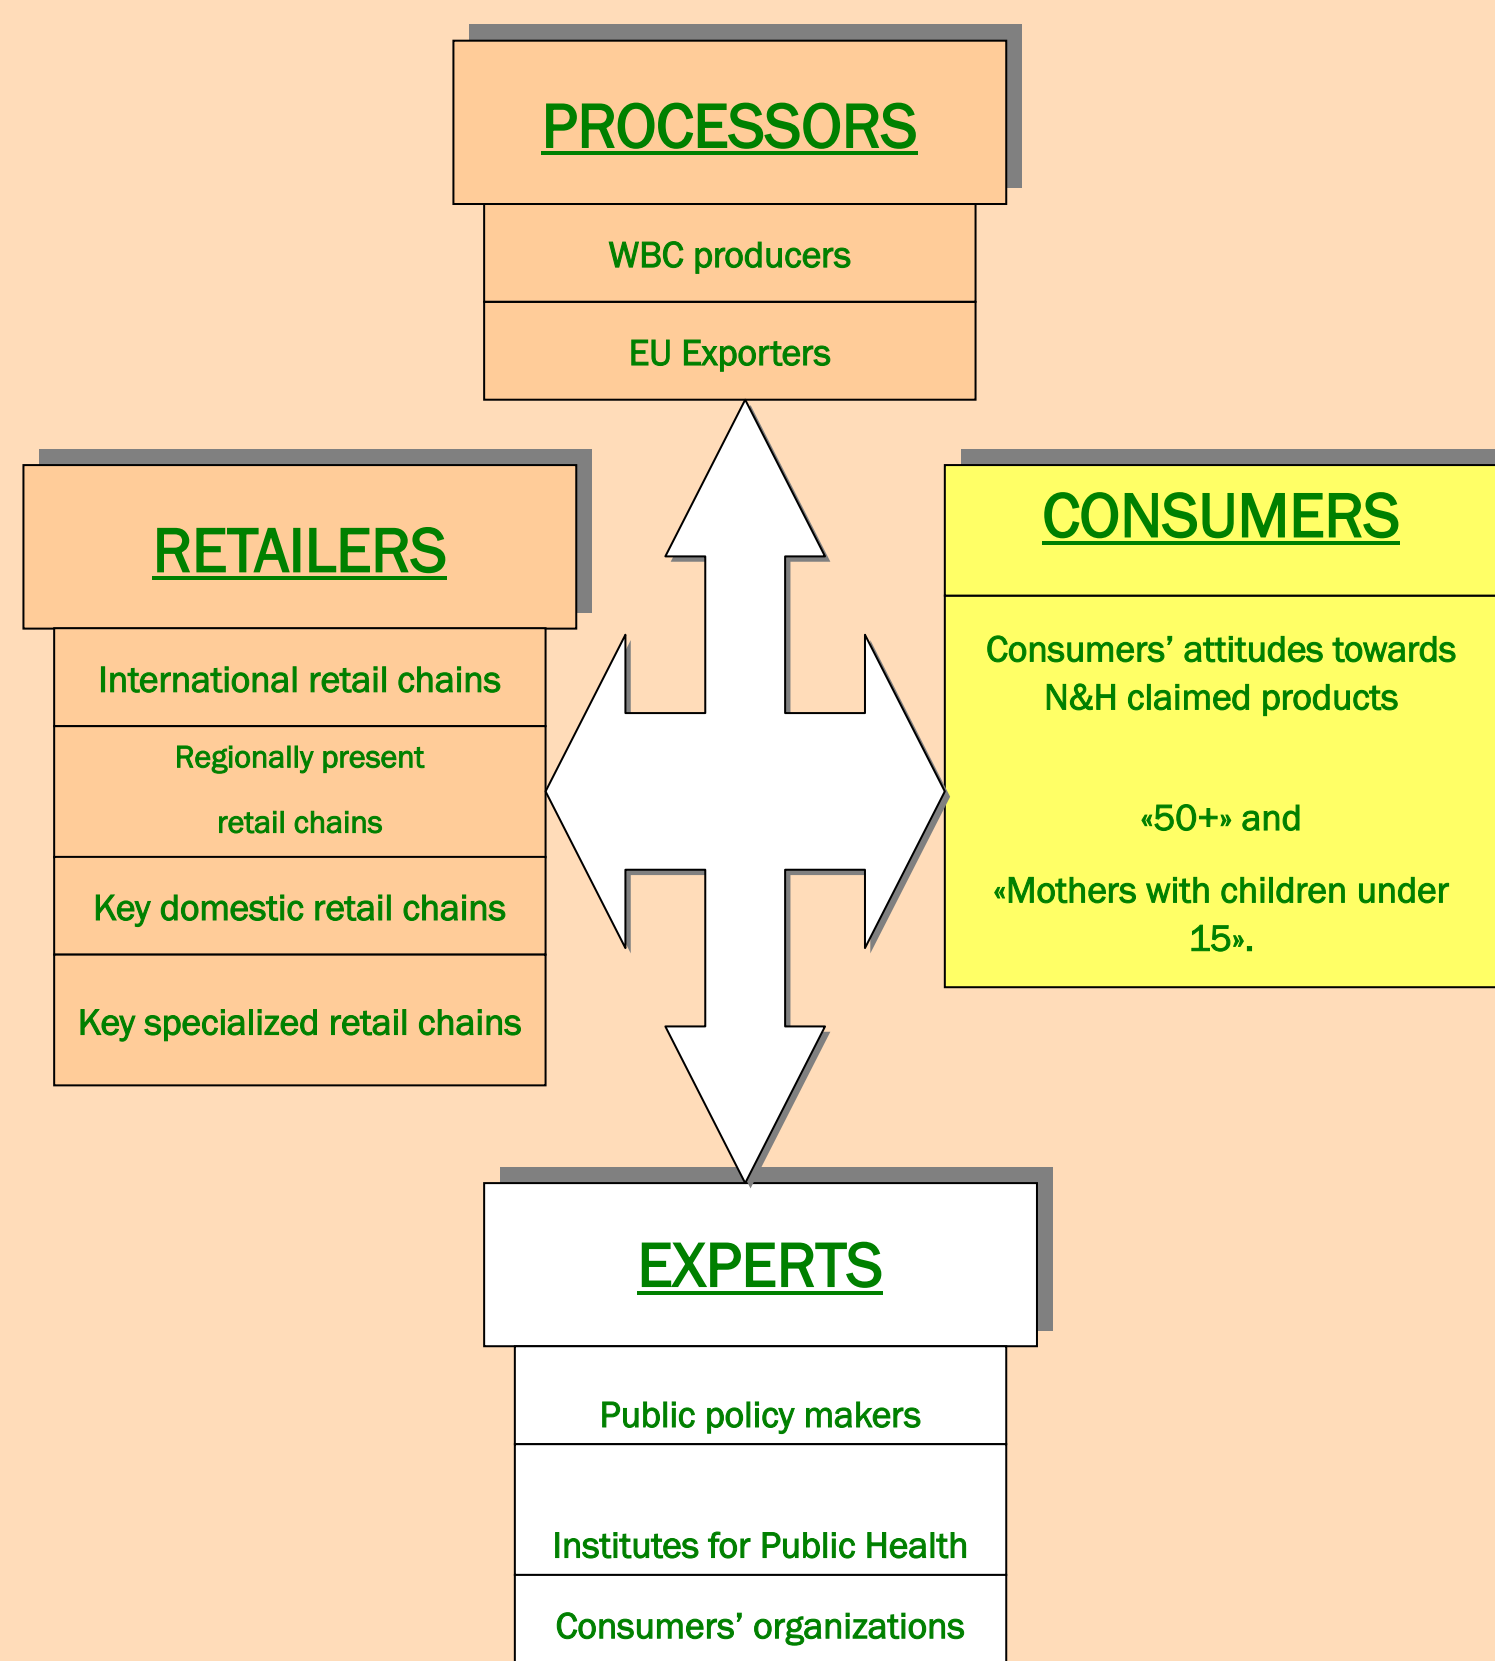 PROCESSORS
WBC producers
EU Exporters
RETAILERS
International retail chains
Regionally present
retail chains
Key domestic retail chains
Key specialized retail chains
CONSUMERS
Consumers’ attitudes towards
N&H claimed products
«50+» and
«Mothers with children under
15».
EXPERTS
Public policy makers
Institutes for Public Health
Consumers’ organizations